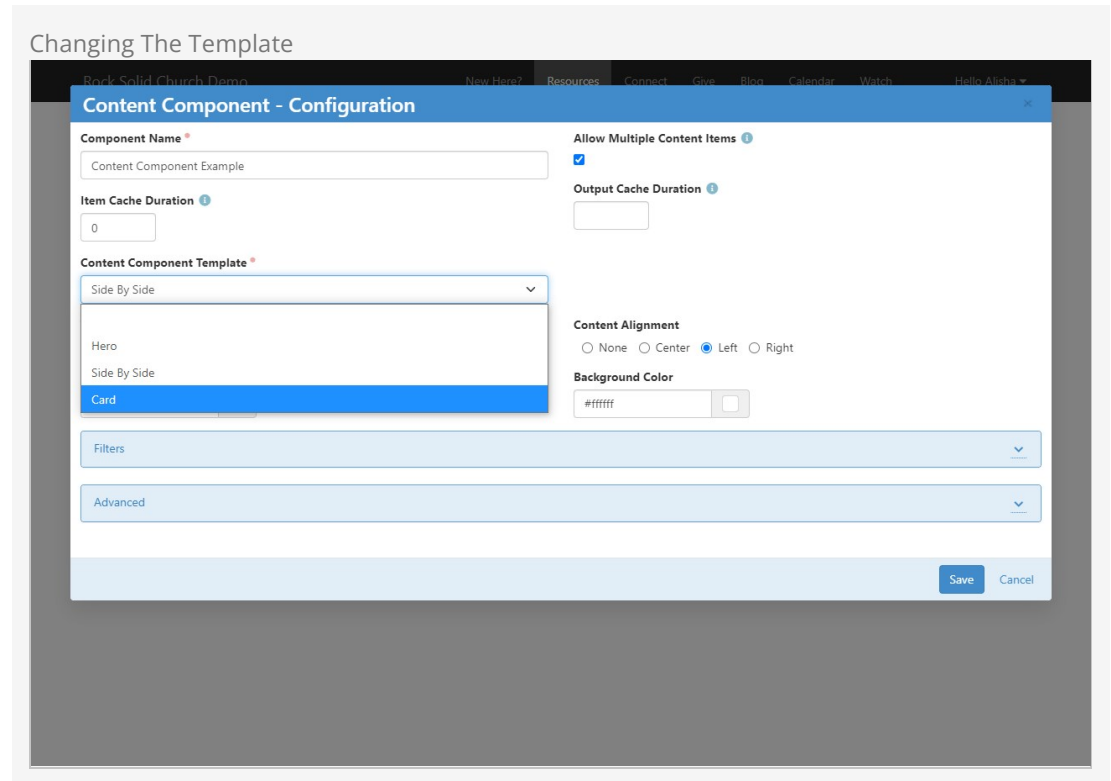 Changing The Template
Rock Solid Church Demo New Here? Resources Connect Give Blog Calendar Watch Hello Alisha
Content Component - Configuration ×
Component Name *
Content Component Example
Allow Multiple Content Items
Item Cache Duration
0
Output Cache Duration
Content Component Template *
Side By Side
Hero
Side By Side
Card
Content Alignment
None Center Left Right
Background Color
#ffffff
Filters
Advanced
Save Cancel